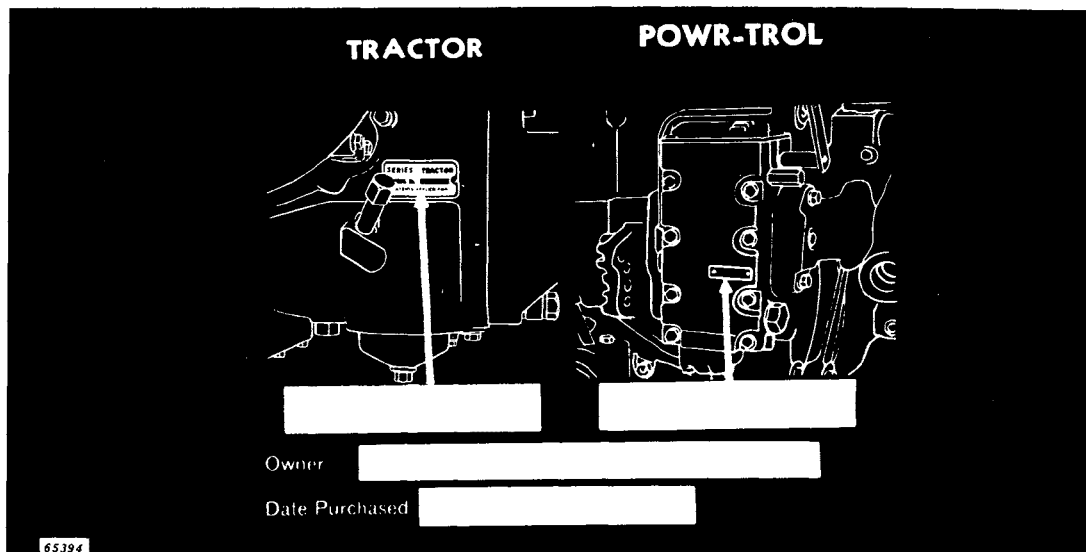 TRACTOR
POWR-TROL
SERIES TRACTOR
Owner
Date Purchased
65394